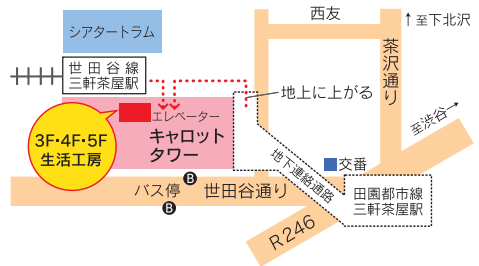 西友
↑至下北沢
シアタートラム
茶沢通り
世田谷線
三軒茶屋駅
地上に上がる
エレベーター
至渋谷
3F・4F・5F
生活工房
キャロット
タワー
地下連絡通路
交番
バス停
B
B
世田谷通り
田園都市線
三軒茶屋駅
R246